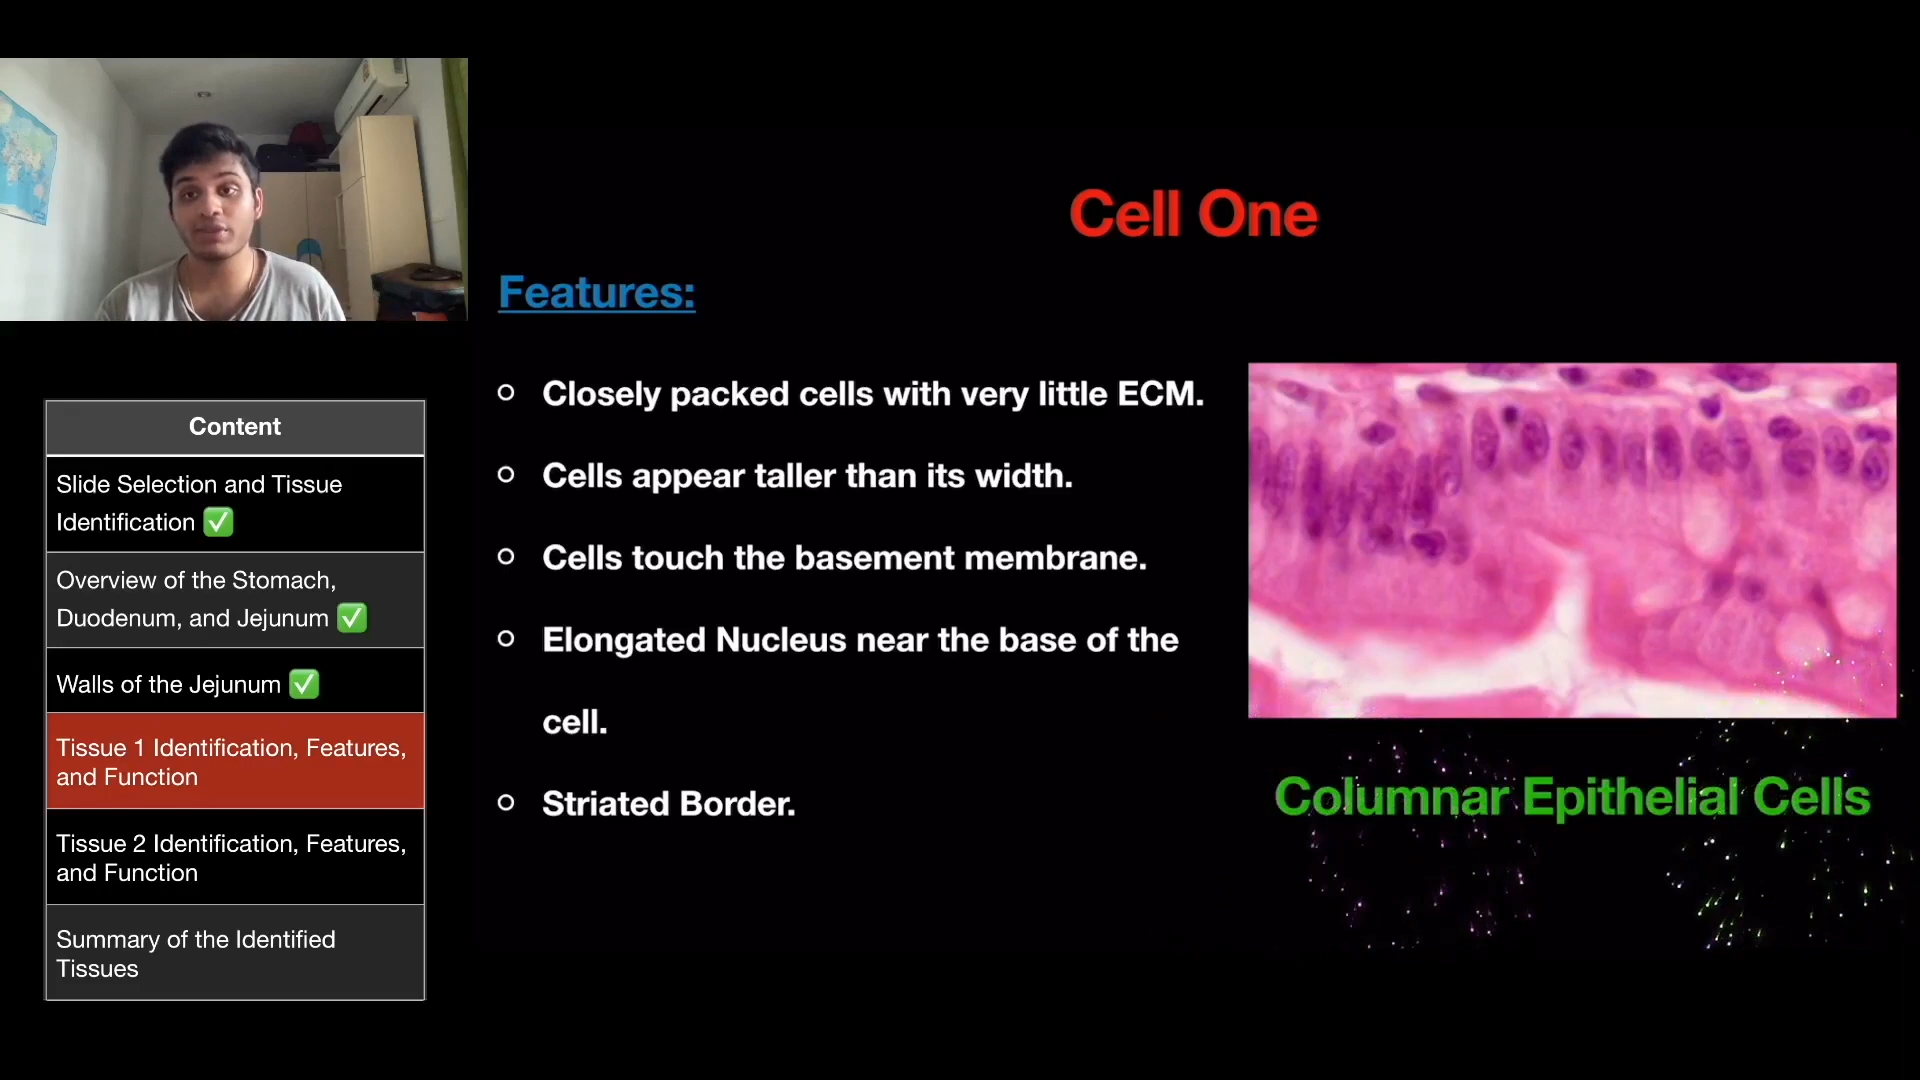 Cell One
Features:
Closely packed cells with very little ECM.
Cells appear taller than its width.
Cells touch the basement membrane.
Elongated Nucleus near the base of the
cell.
Striated Border.
Columnar Epithelial Cells
Content
Slide Selection and Tissue
Identification ✅
Overview of the Stomach,
Duodenum, and Jejunum ✅
Walls of the Jejunum ✅
Tissue 1 Identification, Features,
and Function
Tissue 2 Identification, Features,
and Function
Summary of the Identified
Tissues